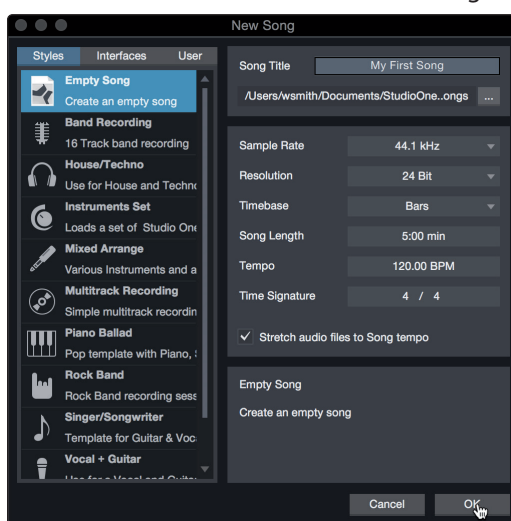 New Song
Styles Interfaces User
Empty Song
Create an empty song
Band Recording
16 Track band recording
House/Techno
Use for House and Techno
Instruments Set
Loads a set of Studio One
Mixed Arrange
Various Instruments and a
Multitrack Recording
Simple multitrack recordin
Piano Ballad
Pop template with Piano,
Rock Band
Rock Band recording sess
Singer/Songwriter
Template for Guitar & Voc
Vocal + Guitar
Song Title My First Song
/Users/wsmith/Documents/StudioOne..ongs ...
Sample Rate 44.1 kHz
Resolution 24 Bit
Timebase Bars
Song Length 5:00 min
Tempo 120.00 BPM
Time Signature 4 / 4
Stretch audio files to Song tempo
Empty Song
Create an empty song
Cancel OK